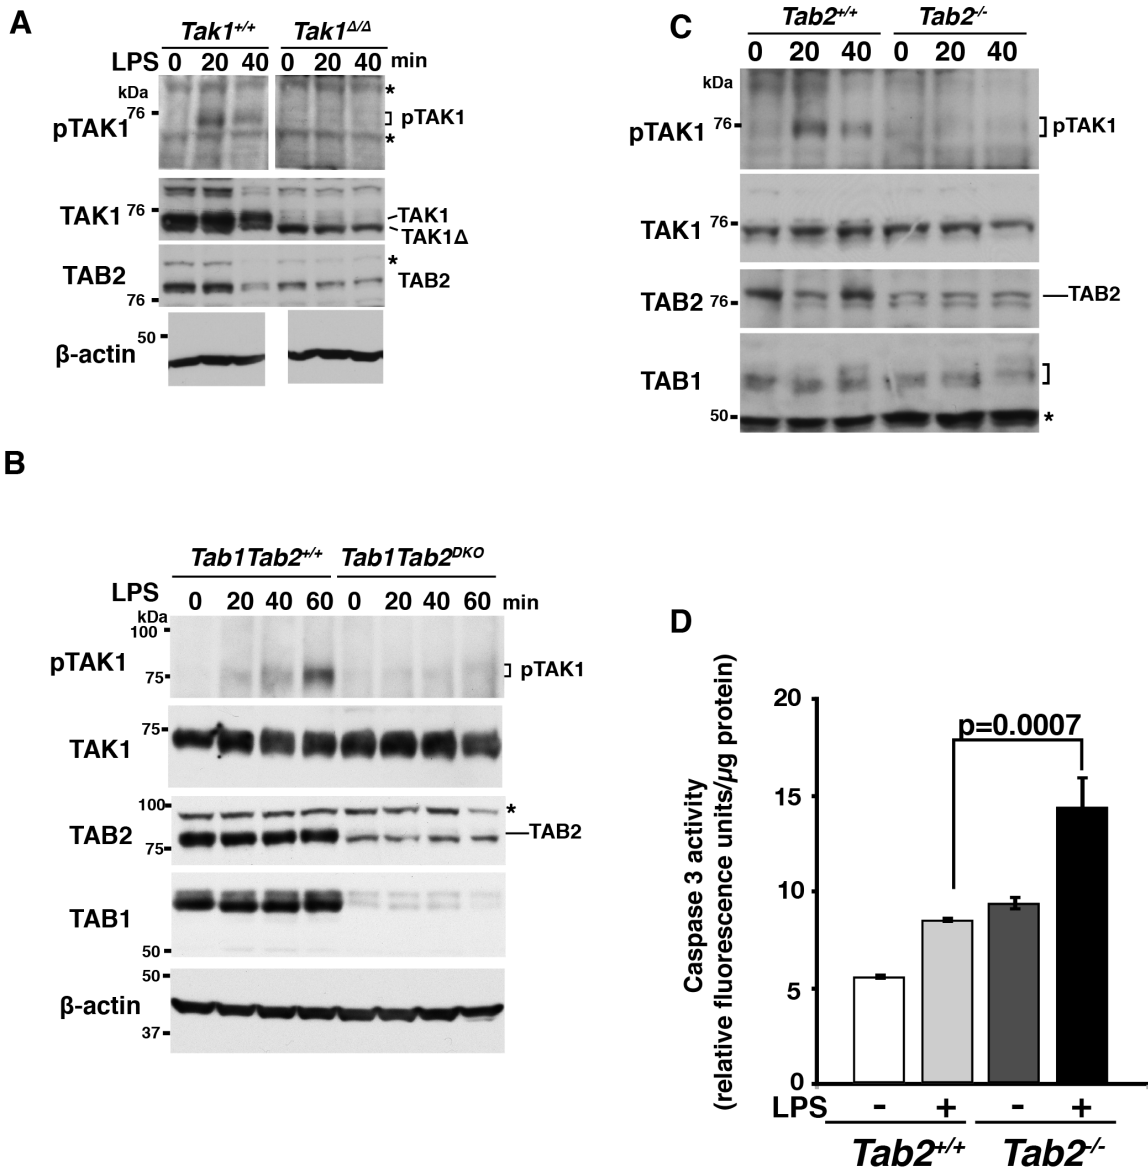 A
Tak1+/+ Tak1Δ/Δ
LPS 0 20 40 0 20 40 min
kDa
*
76
pTAK1 pTAK1
*
TAK1 76
TAK1
TAK1Δ
*
TAB2 TAB2
76
50
β-actin
B
Tab1Tab2+/+ Tab1Tab2DKO
LPS 0 20 40 60 0 20 40 60 min
kDa
100
pTAK1 pTAK1
75
75
TAK1
100 *
TAB2 TAB2
75
TAB1
50
50
β-actin
37
C
Tab2+/+ Tab2-/-
0 20 40 0 20 40
kDa
pTAK1 76 pTAK1
76
TAK1
TAB2 76 TAB2
TAB1
50 *
D
Caspase 3 activity
(relative fluorescence units/µg protein)
20
p=0.0007
15
10
5
0
LPS - + - +
Tab2+/+ Tab2-/-